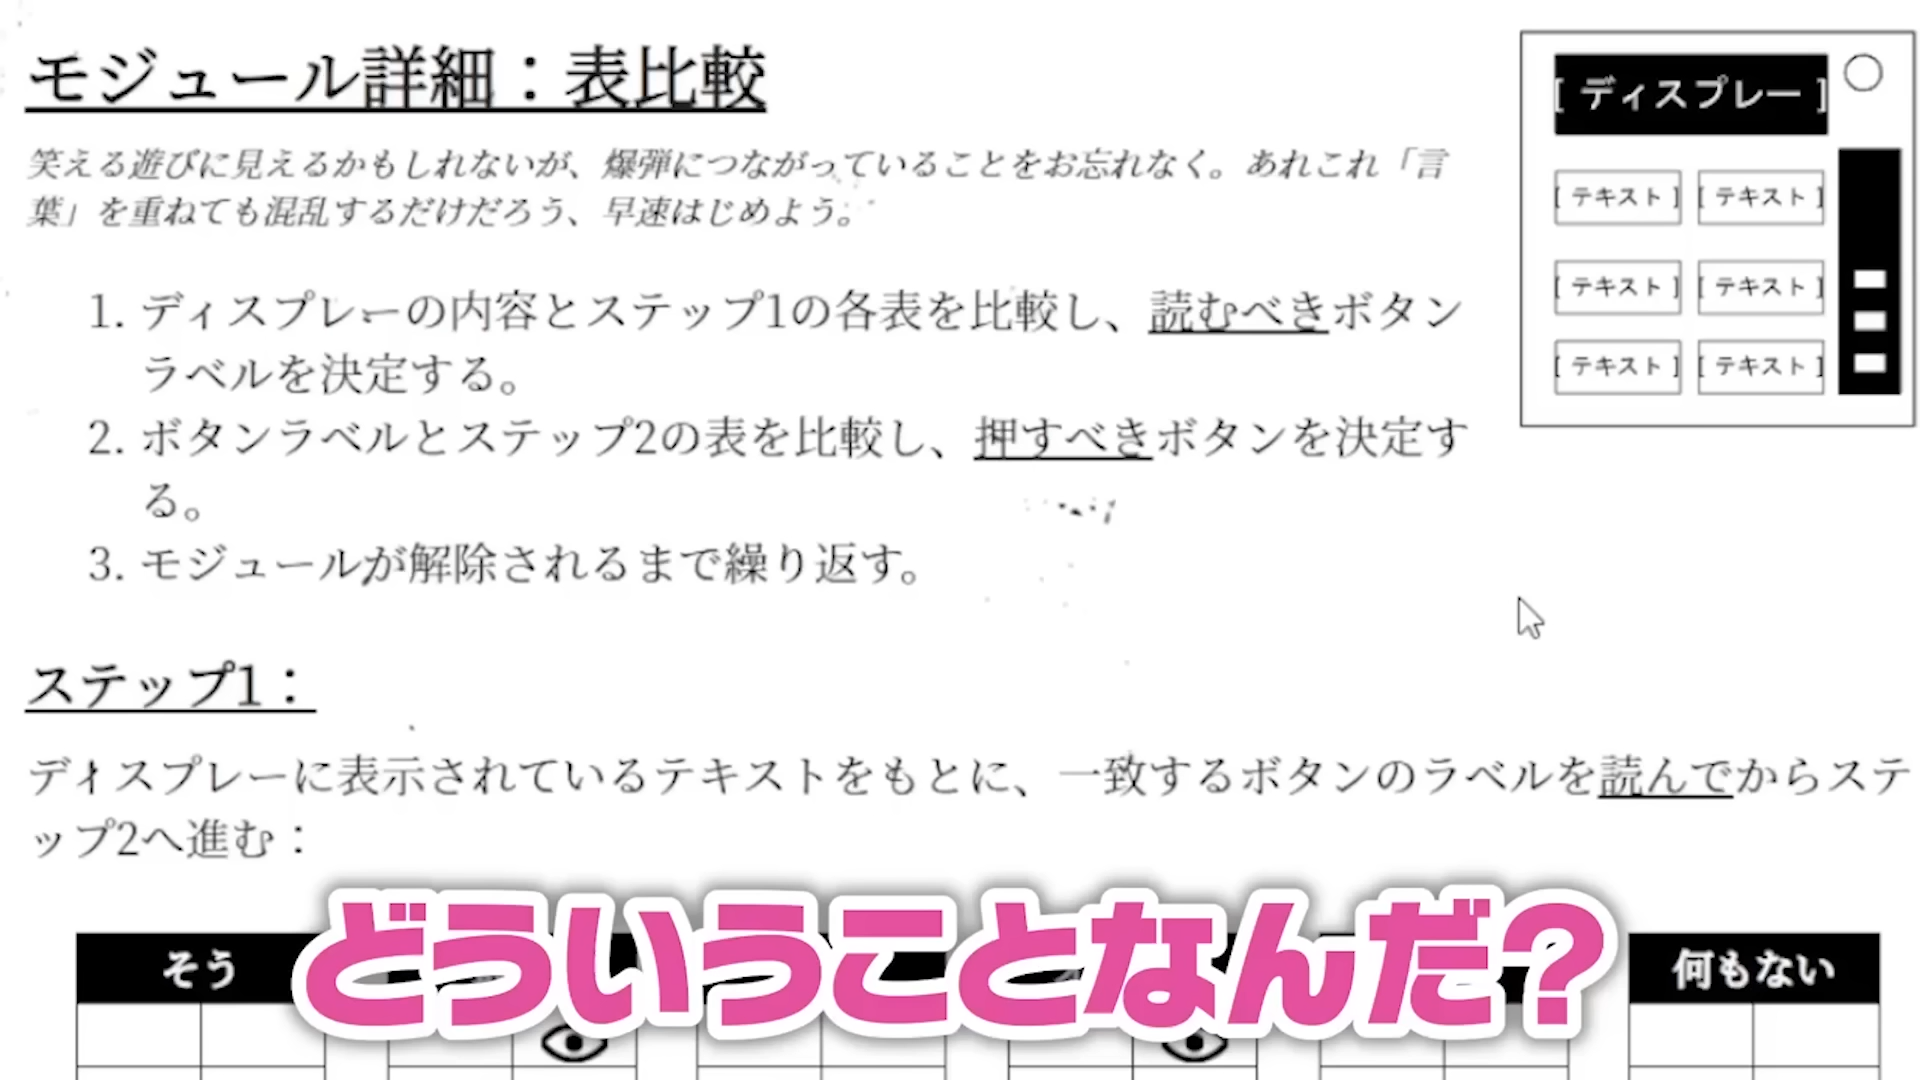 モジュール詳細：表比較
笑える遊びに見えるかもしれないが、爆弾につながっていることをお忘れなく。あれこれ「言
葉」を重ねても混乱するだけだろう、早速はじめよう。
[ ディスプレー ]
[ テキスト ] [ テキスト ]
[ テキスト ] [ テキスト ]
[ テキスト ] [ テキスト ]
1. ディスプレーの内容とステップ1の各表を比較し、読むべきボタン
ラベルを決定する。
2. ボタンラベルとステップ2の表を比較し、押すべきボタンを決定す
る。
3. モジュールが解除されるまで繰り返す。
ステップ1：
ディスプレーに表示されているテキストをもとに、一致するボタンのラベルを読んでからステ
ップ2へ進む：
どういうことなんだ?
そう 何もない